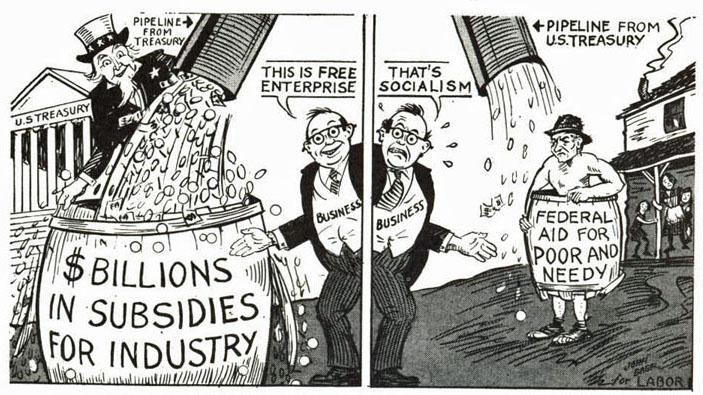 PIPELINE
FROM
TREASURY
U.S TREASURY
THIS IS FREE
ENTERPRISE
BUSINESS
$ BILLIONS
IN SUBSIDIES
FOR INDUSTRY
THAT'S
SOCIALISM
BUSINESS
PIPELINE FROM
U.S. TREASURY
FEDERAL
AID FOR
POOR AND
NEEDY
for LABOR